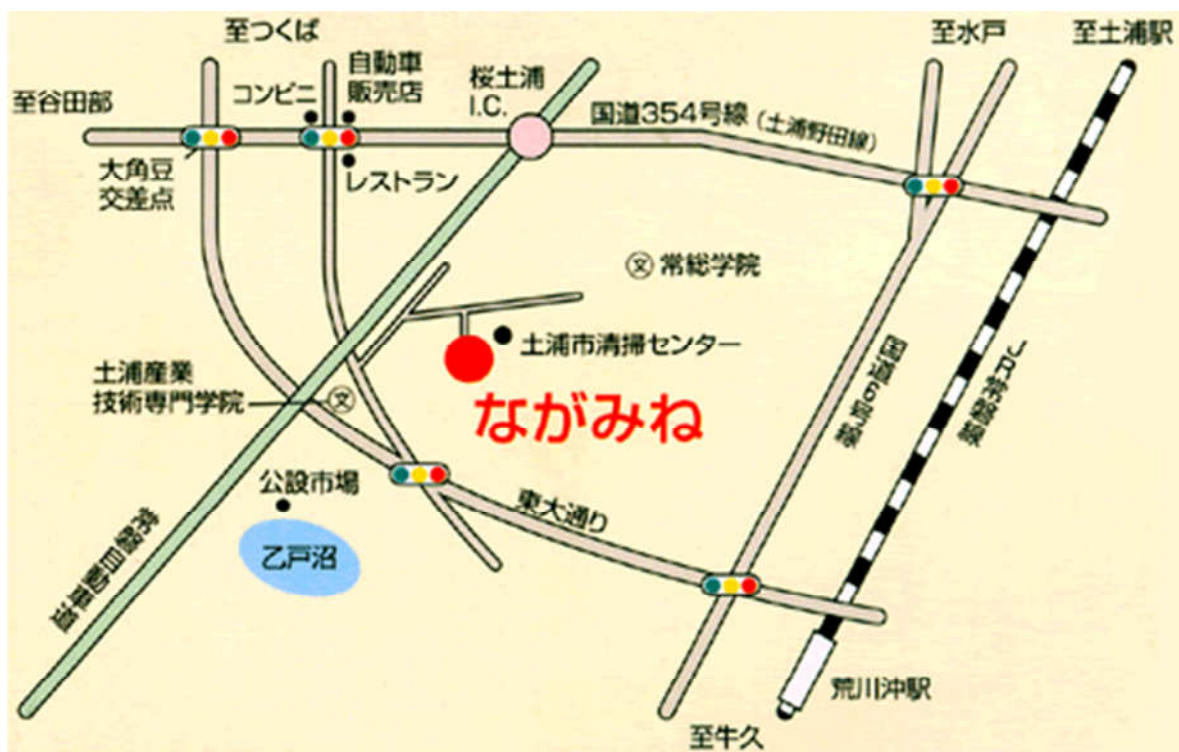 至つくば
至水戸
至土浦駅
自動車
販売店
コンビニ
桜土浦
I.C.
至谷田部
国道354号線（土浦野田線）
大角豆
交差点
レストラン
文 常総学院
土浦市清掃センター
国道6号線
JR常磐線
土浦産業
技術専門学院
文
ながみね
公設市場
東大通り
乙戸沼
常磐自動車道
荒川沖駅
至牛久